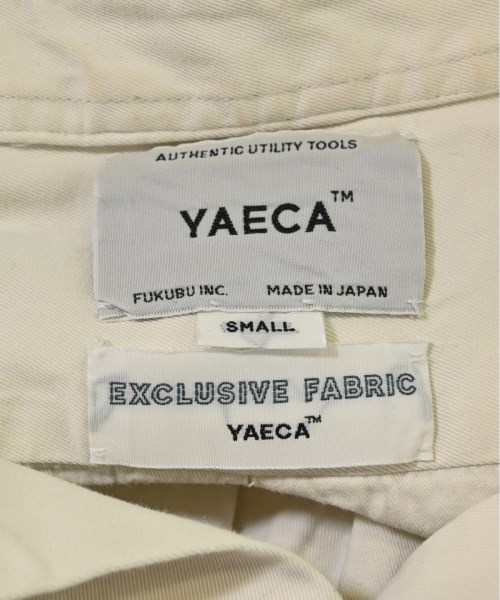 AUTHENTIC UTILITY TOOLS
YAECA™
FUKUBU INC. MADE IN JAPAN
SMALL
EXCLUSIVE FABRIC
YAECA™